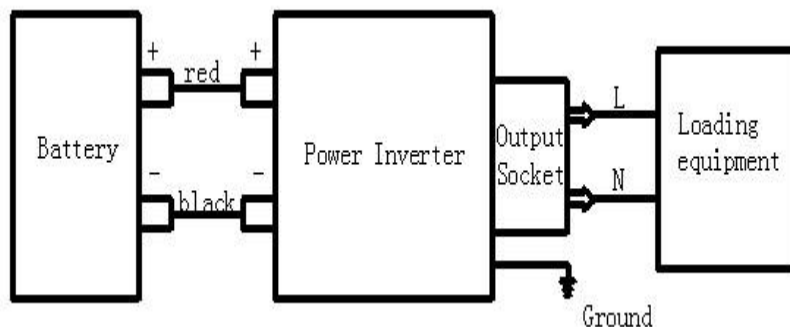 +
+
red
L
Battery
Power Inverter
Output
Socket
Loading
equipment
-
-
black
N
Ground